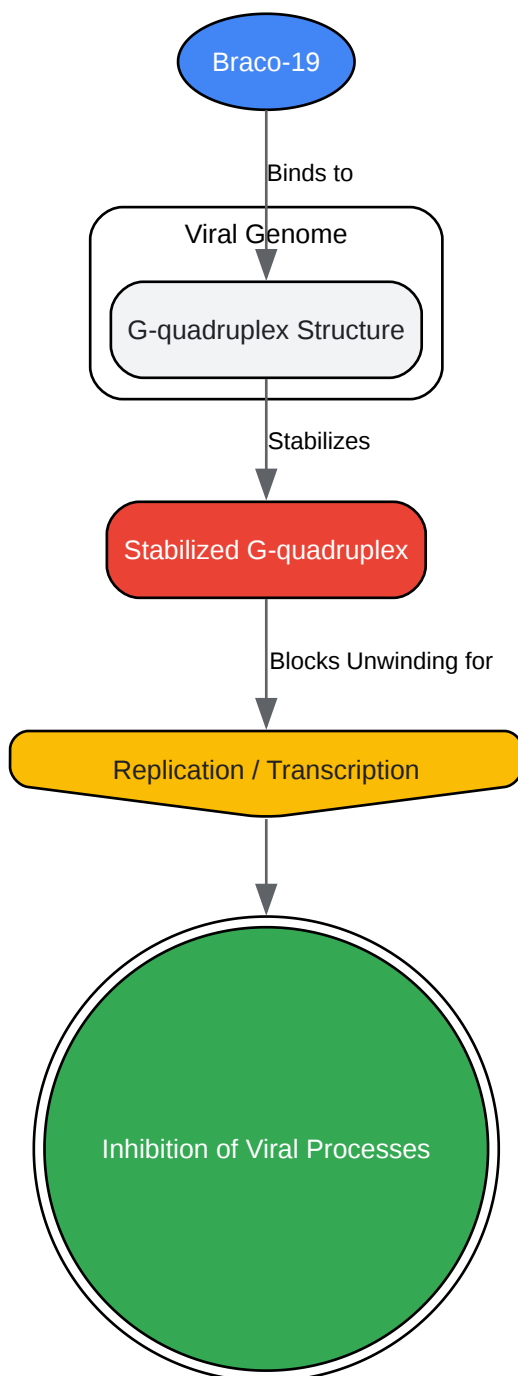 Braco-19
Binds to
Viral Genome
G-quadruplex Structure
Stabilizes
Stabilized G-quadruplex
Blocks Unwinding for
Replication / Transcription
Inhibition of Viral Processes